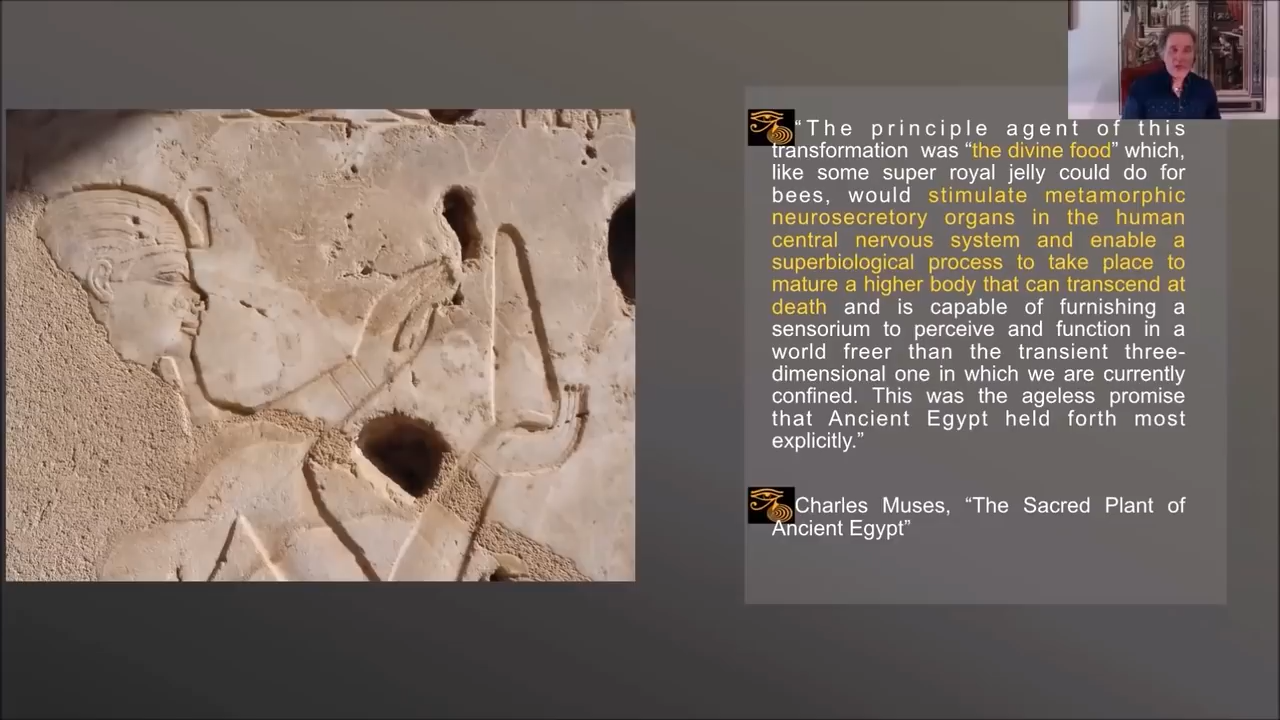 “The principle agent of this
transformation was “the divine food” which,
like some super royal jelly could do for
bees, would stimulate metamorphic
neurosecretory organs in the human
central nervous system and enable a
superbiological process to take place to
mature a higher body that can transcend at
death and is capable of furnishing a
sensorium to perceive and function in a
world freer than the transient three-
dimensional one in which we are currently
confined. This was the ageless promise
that Ancient Egypt held forth most
explicitly.”
Charles Muses, “The Sacred Plant of
Ancient Egypt”